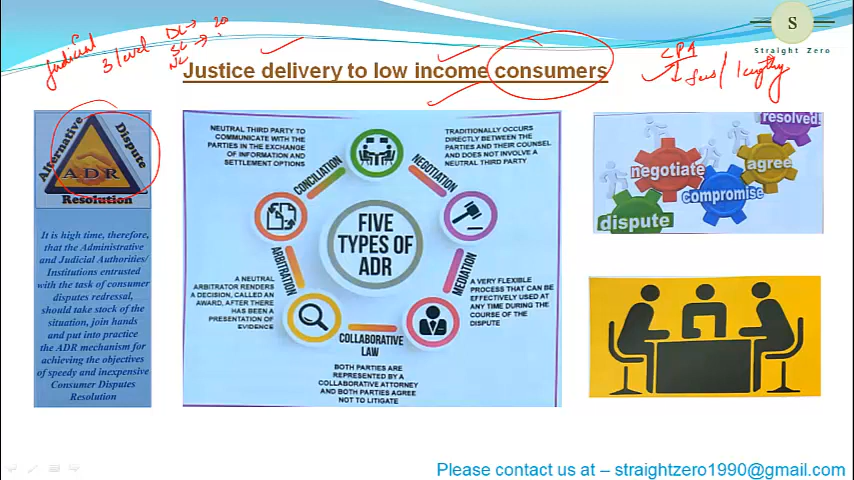 S
Straight Zero
Judicial
3 level
DC → 20
SC →
NC
CPA
Justice delivery to low income consumers
Alternative
Dispute
ADR
Resolution
It is high time, therefore,
that the Administrative
and Judicial Authorities/
Institutions entrusted
with the task of consumer
disputes redressal,
should take stock of the
situation, join hands
and put into practice
the ADR mechanism for
achieving the objectives
of speedy and inexpensive
Consumer Disputes
Resolution
NEUTRAL THIRD PARTY TO
COMMUNICATE WITH THE
PARTIES IN THE EXCHANGE
OF INFORMATION AND
SETTLEMENT OPTIONS
CONCILIATION
NEGOTIATION
TRADITIONALLY OCCURS
DIRECTLY BETWEEN THE
PARTIES AND THEIR COUNSEL
AND DOES NOT INVOLVE A
NEUTRAL THIRD PARTY
FIVE
TYPES OF
ADR
ARBITRATION
MEDIATION
A NEUTRAL
ARBITRATOR RENDERS
A DECISION, CALLED AN
AWARD, AFTER THERE
HAS BEEN A
PRESENTATION OF
EVIDENCE
A VERY FLEXIBLE
PROCESS THAT CAN BE
EFFECTIVELY USED AT
ANY TIME DURING THE
COURSE OF THE
DISPUTE
COLLABORATIVE
LAW
BOTH PARTIES ARE
REPRESENTED BY A
COLLABORATIVE ATTORNEY
AND BOTH PARTIES AGREE
NOT TO LITIGATE
resolved!
negotiate
agree
compromise
dispute
Please contact us at – straightzero1990@gmail.com